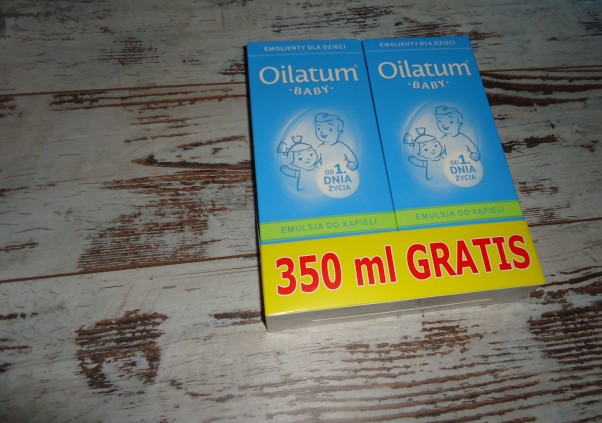 EMOLIENTY DLA DZIECI
Oilatum®
·BABY·
OD 1.
DNIA
ŻYCIA
EMULSJA DO KĄPIELI
EMOLIENTY DLA DZIECI
Oilatum®
·BABY·
OD 1.
DNIA
ŻYCIA
EMULSJA DO KĄPIELI
350 ml GRATIS